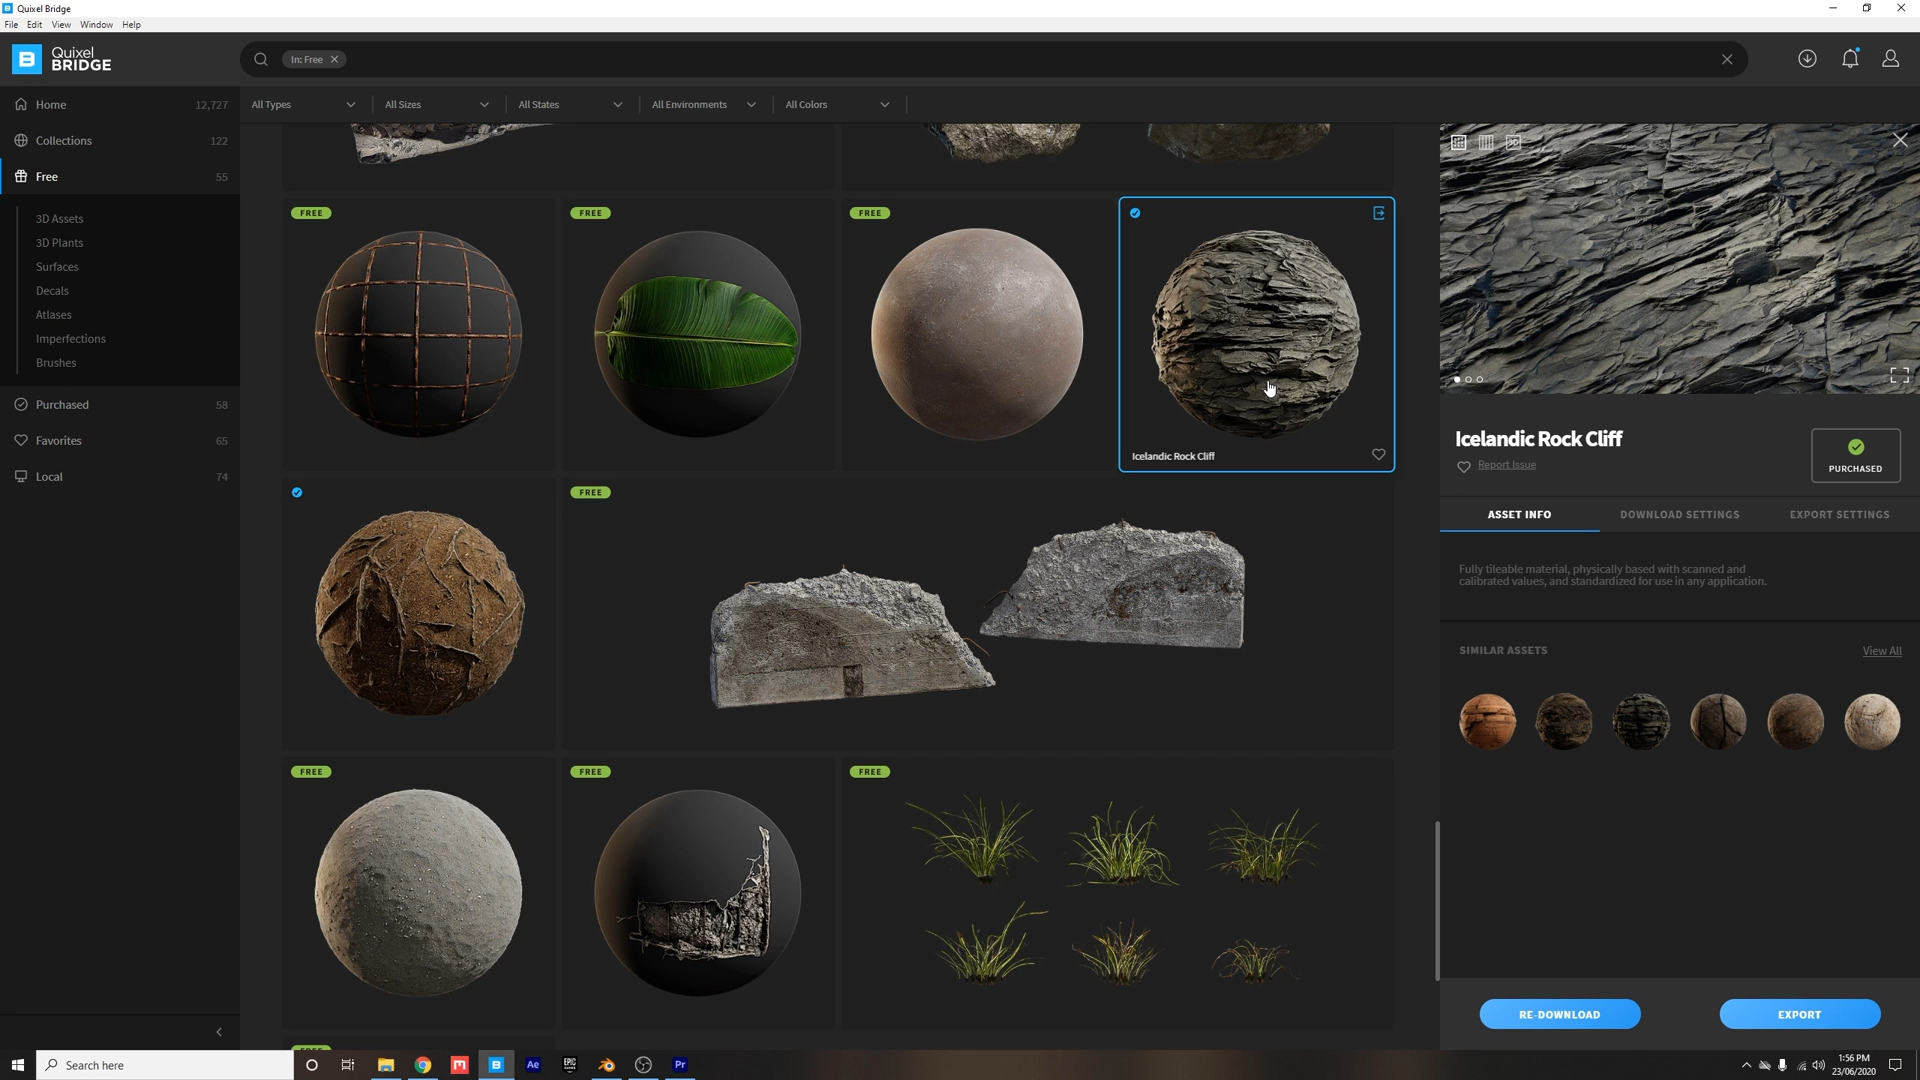 Quixel Bridge
File Edit View Window Help
B Quixel BRIDGE
In: Free
Home 12,727
Collections 122
Free 55
3D Assets
3D Plants
Surfaces
Decals
Atlases
Imperfections
Brushes
Purchased 58
Favorites 65
Local 74
All Types All Sizes All States All Environments All Colors
FREE FREE FREE
Icelandic Rock Cliff
FREE
FREE FREE FREE
FREE
3D
Icelandic Rock Cliff
Report Issue
PURCHASED
ASSET INFO DOWNLOAD SETTINGS EXPORT SETTINGS
Fully tileable material, physically based with scanned and
calibrated values, and standardized for use in any application.
SIMILAR ASSETS View All
RE-DOWNLOAD EXPORT
Search here
B Ae EPIC Pr
1:56 PM
23/06/2020